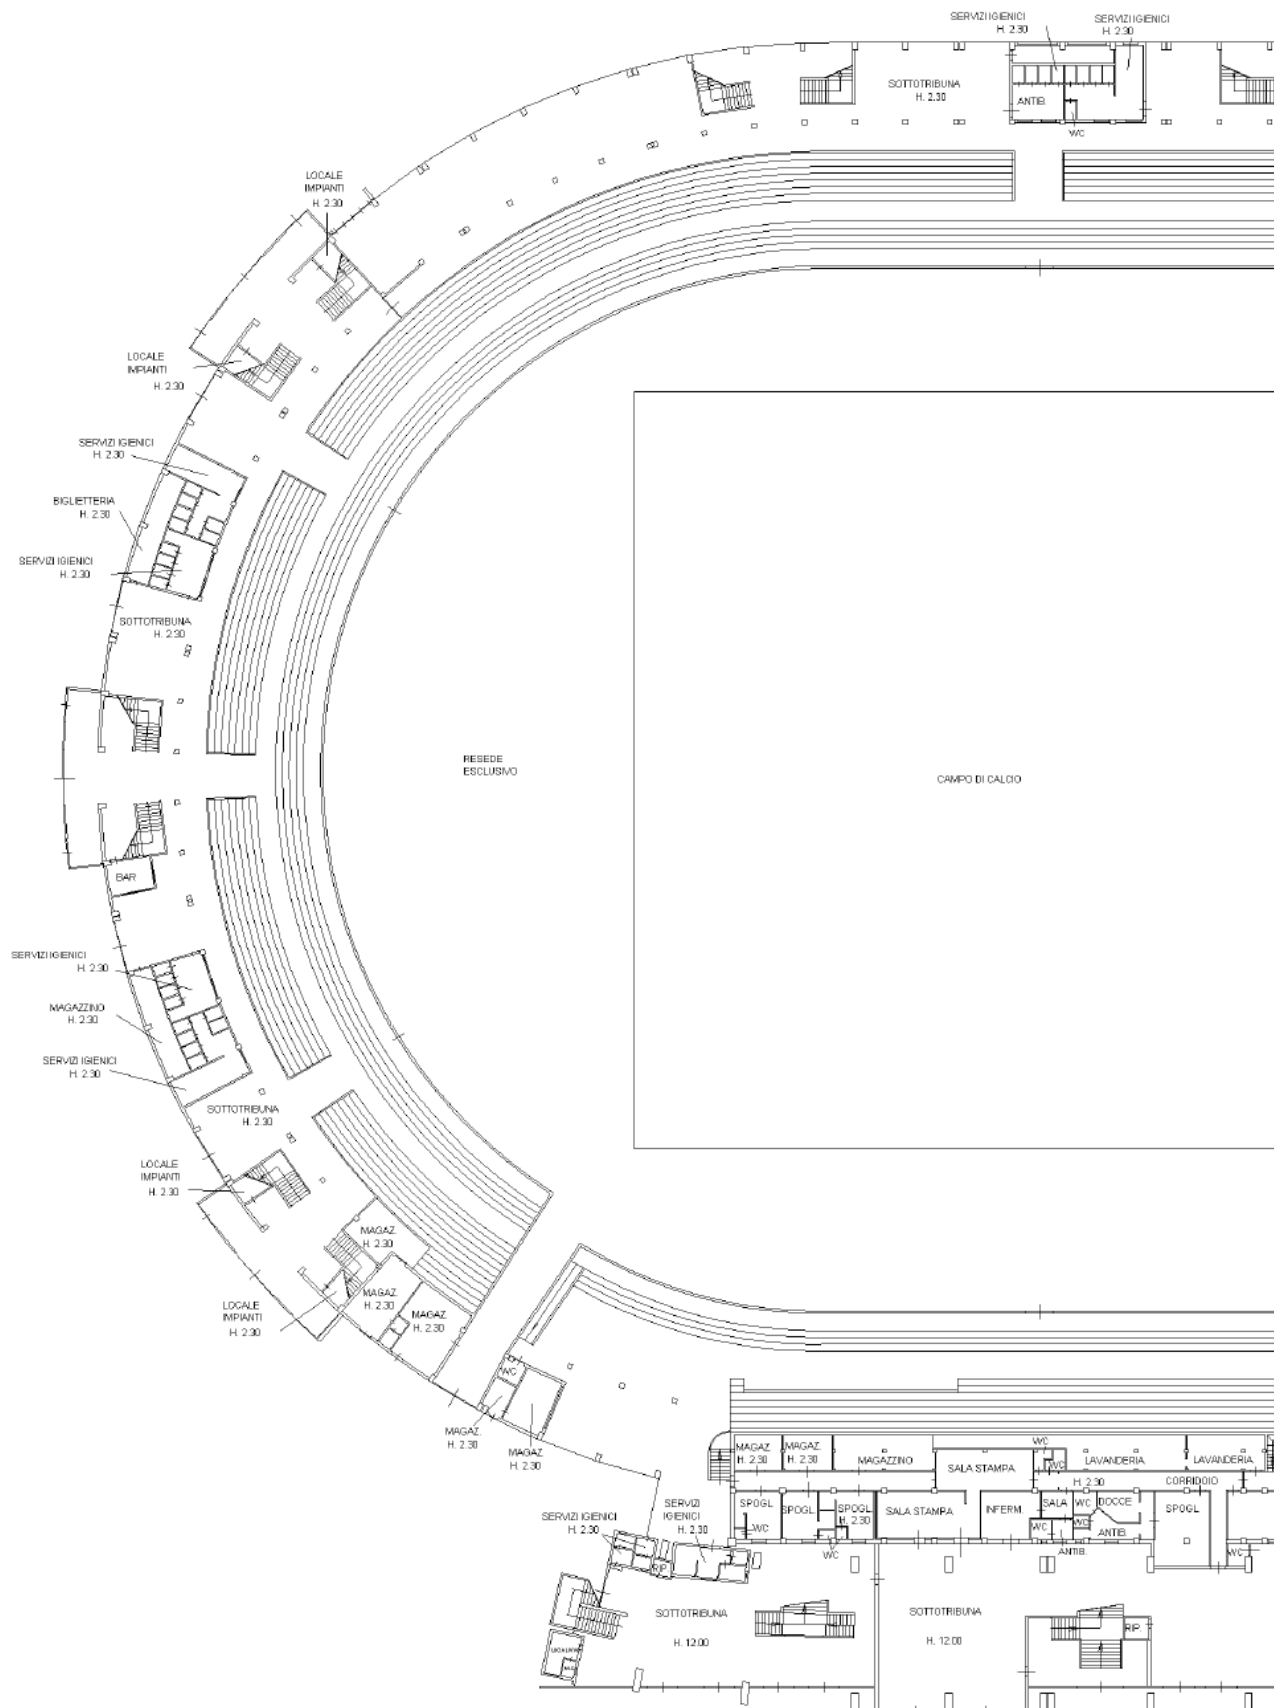 SERVIZI IGIENICI
H. 2.30
SERVIZI IGIENICI
H. 2.30
SOTTOTRIBUNA
H. 2.30
ANTIB.
WC
LOCALE
IMPIANTI
H. 2.30
LOCALE
IMPIANTI
H. 2.30
SERVIZI IGIENICI
H. 2.30
BIGLIETTERIA
H. 2.30
SERVIZI IGIENICI
H. 2.30
SOTTOTRIBUNA
H. 2.30
RESEDE
ESCLUSIVO
CAMPO DI CALCIO
BAR
SERVIZI IGIENICI
H. 2.30
MAGAZZINO
H. 2.30
SERVIZI IGIENICI
H. 2.30
SOTTOTRIBUNA
H. 2.30
LOCALE
IMPIANTI
H. 2.30
MAGAZ.
H. 2.30
MAGAZ.
H. 2.30
MAGAZ.
H. 2.30
LOCALE
IMPIANTI
H. 2.30
WC
MAGAZ.
H. 2.30
MAGAZ.
H. 2.30
MAGAZ.
H. 2.30
MAGAZ.
H. 2.30
MAGAZZINO
SALA STAMPA
WC
WC
LAVANDERIA
LAVANDERIA
H. 2.30
CORRIDOIO
SPOGL.
WC
SPOGL.
SPOGL.
H. 2.30
WC
SALA STAMPA
INFERM.
SALA
WC
WC
WC
DOCCE
ANTIB.
ANTIB.
SPOGL.
WC
SERVIZI IGIENICI
H. 2.30
SERVIZI
IGIENICI
H. 2.30
RIP.
SOTTOTRIBUNA
H. 12.00
SOTTOTRIBUNA
H. 12.00
RIP.